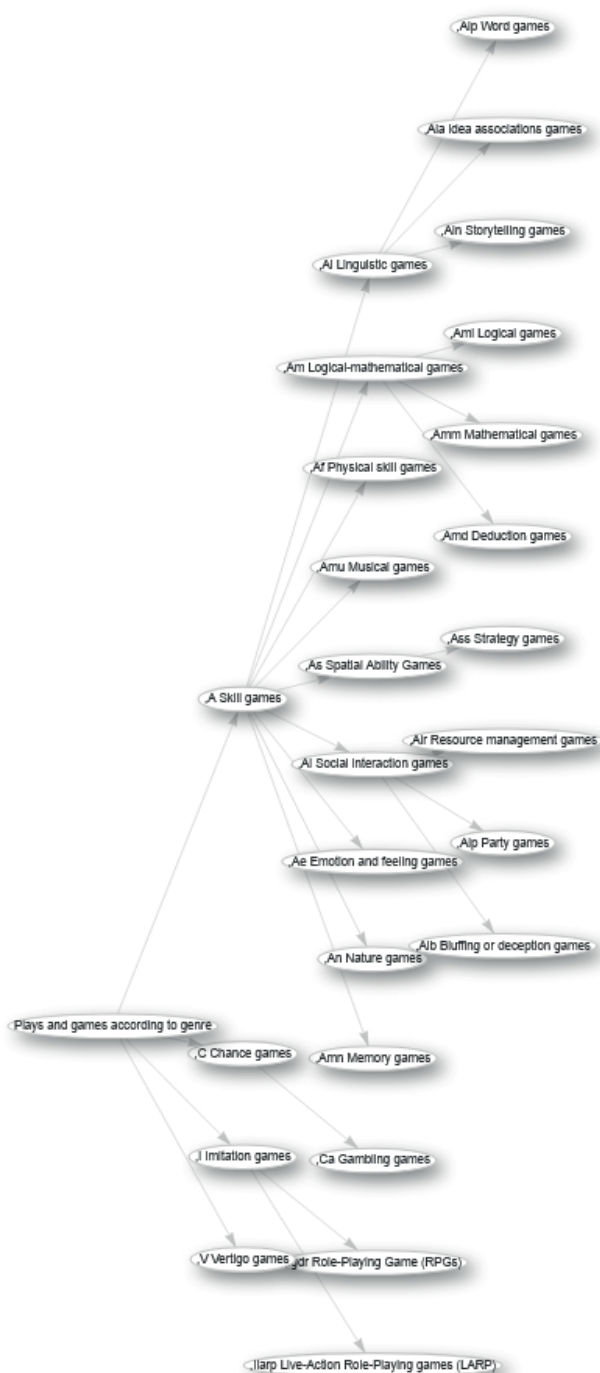 ,Alp Word games
,Ala Idea associations games
,Aln Storytelling games
,Al Linguistic games
,Aml Logical games
,Am Logical-mathematical games
,Amm Mathematical games
,Af Physical skill games
,Amd Deduction games
,Amu Musical games
,Ass Strategy games
,As Spatial Ability Games
,A Skill games
,AIr Resource management games
,AI Social interaction games
,AIp Party games
,Ae Emotion and feeling games
,AIb Bluffing or deception games
,An Nature games
Plays and games according to genre
,C Chance games
,Amn Memory games
,I Imitation games
,Ca Gambling games
,V Vertigo games
Role-Playing Game (RPGs)
,Ilarp Live-Action Role-Playing games (LARP)